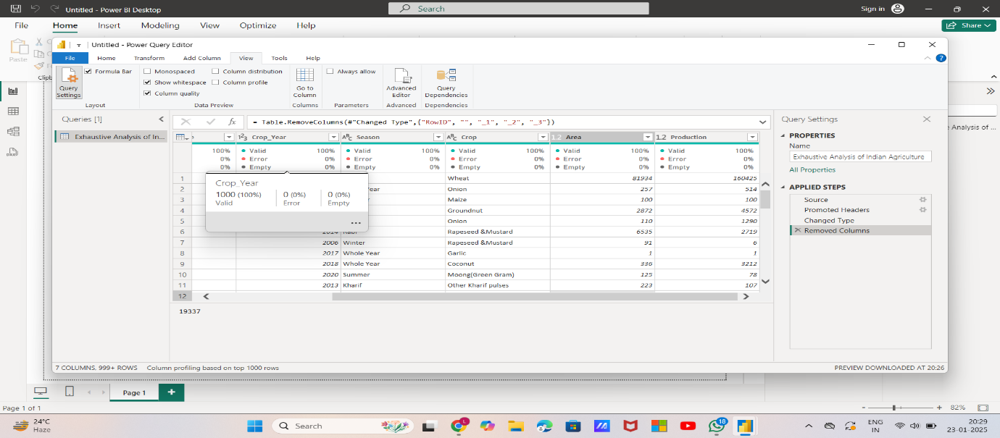 Untitled - Power BI Desktop
Search
Sign in
File Home Insert Modeling View Optimize Help
Share
Paste
Untitled - Power Query Editor
File Home Transform Add Column View Tools Help
Query Settings
Formula Bar
Monospaced
Show whitespace
Column quality
Column distribution
Column profile
Go to Column
Always allow
Advanced Editor
Query Dependencies
Layout Data Preview Columns Parameters Advanced Dependencies
Queries [1]
Exhaustive Analysis of In...
fx = Table.RemoveColumns(#"Changed Type",{"RowID", "", "_1", "_2", "_3"})
123 Crop_Year ABC Season ABC Crop 1.2 Area 1.2 Production
100% Valid 100% Valid 100% Valid 100% Valid 100% Valid 100%
0% Error 0% Error 0% Error 0% Error 0% Error 0%
0% Empty 0% Empty 0% Empty 0% Empty 0% Empty 0%
1 Wheat 81934 160425
2 Onion 257 514
3 Maize 100 100
4 Groundnut 2872 4572
5 Onion 110 1290
6 Rapeseed &Mustard 6535 2719
7 2006 Winter Rapeseed &Mustard 91 6
8 2017 Whole Year Garlic 1 1
9 2018 Whole Year Coconut 336 3212
10 2020 Summer Moong(Green Gram) 125 78
11 2013 Kharif Other Kharif pulses 223 107
12
Crop_Year
1000 (100%) 0 (0%) 0 (0%)
Valid Error Empty
...
19337
7 COLUMNS, 999+ ROWS Column profiling based on top 1000 rows
PREVIEW DOWNLOADED AT 20:26
Query Settings
PROPERTIES
Name
Exhaustive Analysis of Indian Agriculture
All Properties
APPLIED STEPS
Source
Promoted Headers
Changed Type
Removed Columns
Analysis of ...
Page 1
Page 1 of 1
82%
24°C
Haze
Search
18
ENG
IN
20:29
23-01-2025